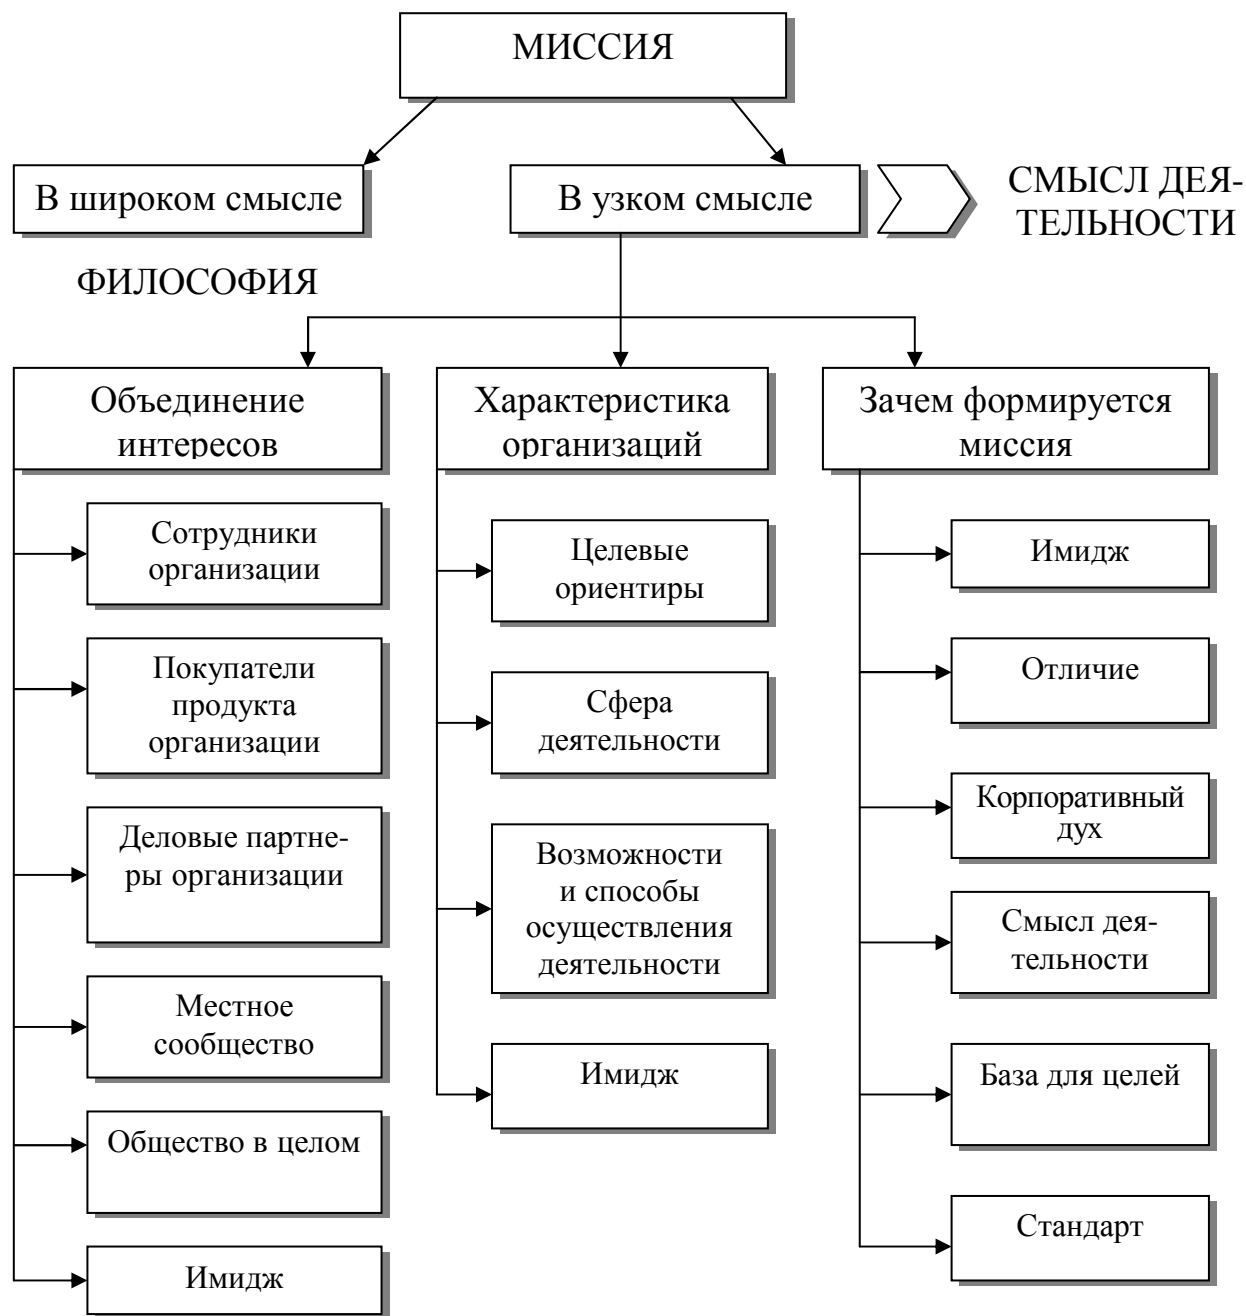 МИССИЯ
В широком смысле
В узком смысле
СМЫСЛ ДЕЯ-
ТЕЛЬНОСТИ
ФИЛОСОФИЯ
Объединение
интересов
Сотрудники
организации
Покупатели
продукта
организации
Деловые партне-
ры организации
Местное
сообщество
Общество в целом
Имидж
Характеристика
организаций
Целевые
ориентиры
Сфера
деятельности
Возможности
и способы
осуществления
деятельности
Имидж
Зачем формируется
миссия
Имидж
Отличие
Корпоративный
дух
Смысл дея-
тельности
База для целей
Стандарт